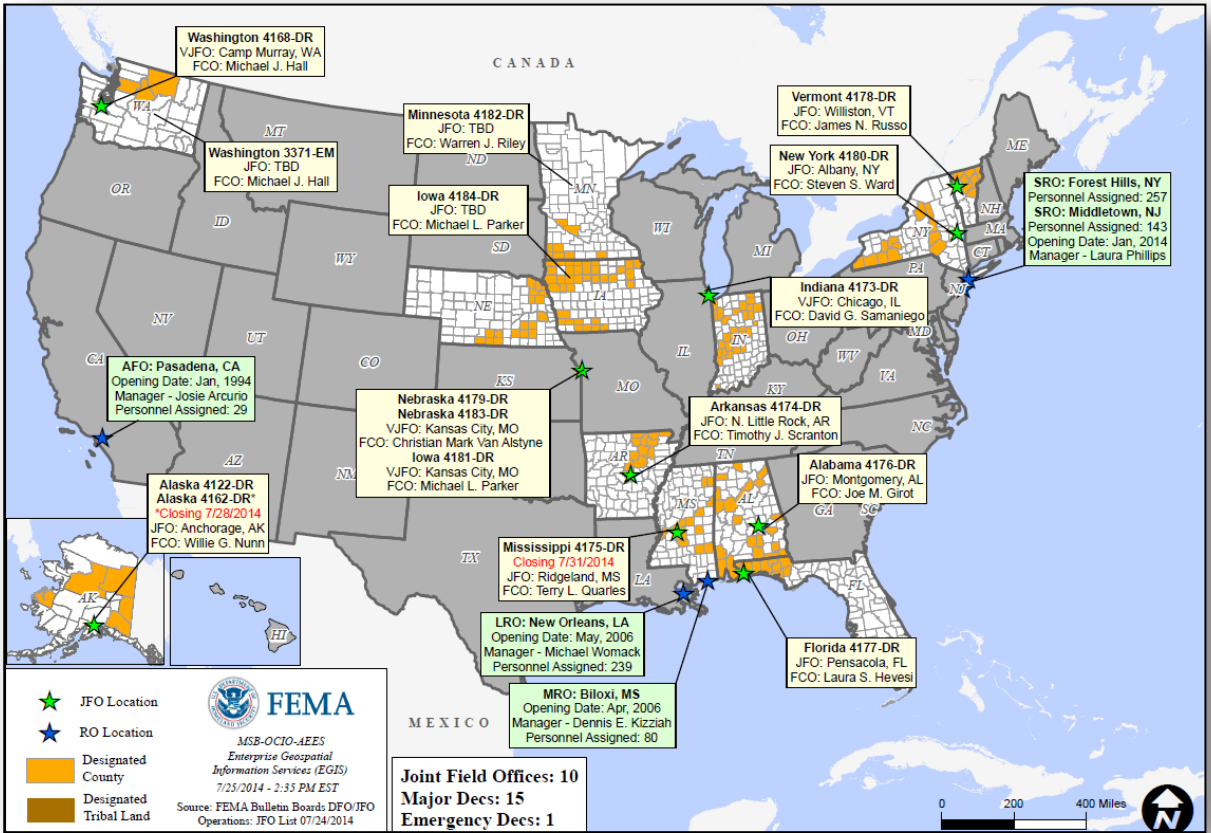 CANADA
Washington 4168-DR
VJFO: Camp Murray, WA
FCO: Michael J. Hall
Washington 3371-EM
JFO: TBD
FCO: Michael J. Hall
Minnesota 4182-DR
JFO: TBD
FCO: Warren J. Riley
Iowa 4184-DR
JFO: TBD
FCO: Michael L. Parker
Vermont 4178-DR
JFO: Williston, VT
FCO: James N. Russo
New York 4180-DR
JFO: Albany, NY
FCO: Steven S. Ward
SRO: Forest Hills, NY
Personnel Assigned: 257
SRO: Middletown, NJ
Personnel Assigned: 143
Opening Date: Jan, 2014
Manager - Laura Phillips
Indiana 4173-DR
VJFO: Chicago, IL
FCO: David G. Samaniego
AFO: Pasadena, CA
Opening Date: Jan, 1994
Manager - Josie Arcurio
Personnel Assigned: 29
Nebraska 4179-DR
Nebraska 4183-DR
VJFO: Kansas City, MO
FCO: Christian Mark Van Alstyne
Iowa 4181-DR
VJFO: Kansas City, MO
FCO: Michael L. Parker
Arkansas 4174-DR
JFO: N. Little Rock, AR
FCO: Timothy J. Scranton
Alabama 4176-DR
JFO: Montgomery, AL
FCO: Joe M. Girot
Alaska 4122-DR
Alaska 4162-DR*
*Closing 7/28/2014
JFO: Anchorage, AK
FCO: Willie G. Nunn
Mississippi 4175-DR
Closing 7/31/2014
JFO: Ridgeland, MS
FCO: Terry L. Quarles
LRO: New Orleans, LA
Opening Date: May, 2006
Manager - Michael Womack
Personnel Assigned: 239
MRO: Biloxi, MS
Opening Date: Apr, 2006
Manager - Dennis E. Kizziah
Personnel Assigned: 80
Florida 4177-DR
JFO: Pensacola, FL
FCO: Laura S. Hevesi
WA
MT
ND
MN
ME
OR
ID
SD
WI
MI
NY
NH
MA
CT
WY
NE
IA
PA
NJ
NV
UT
CO
KS
MO
IL
IN
OH
WV
MD
VA
KY
CA
AZ
NM
TX
AR
TN
NC
SC
MS
AL
GA
LA
FL
AK
HI
MEXICO
JFO Location
RO Location
Designated
County
Designated
Tribal Land
FEMA
MSB-OCIO-AEES
Enterprise Geospatial
Information Services (EGIS)
7/25/2014 - 2:35 PM EST
Source: FEMA Bulletin Boards DFO/JFO
Operations: JFO List 07/24/2014
Joint Field Offices: 10
Major Decs: 15
Emergency Decs: 1
0 200 400 Miles
N